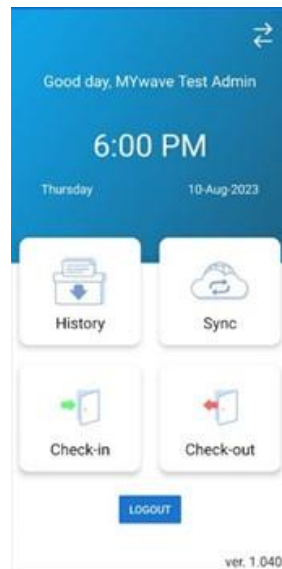 Good day, MYwave Test Admin
6:00 PM
Thursday 10-Aug-2023
History Sync
Check-in Check-out
LOGOUT
ver. 1.040